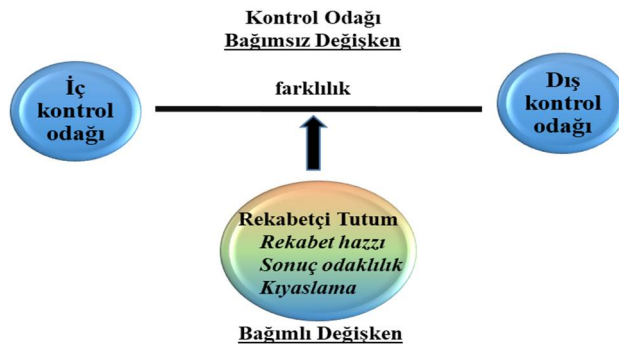 Kontrol Odağı
Bağımsız Değişken
İç
kontrol
odağı
farklılık
Dış
kontrol
odağı
Rekabetçi Tutum
Rekabet hazzı
Sonuç odaklılık
Kıyaslama
Bağımlı Değişken